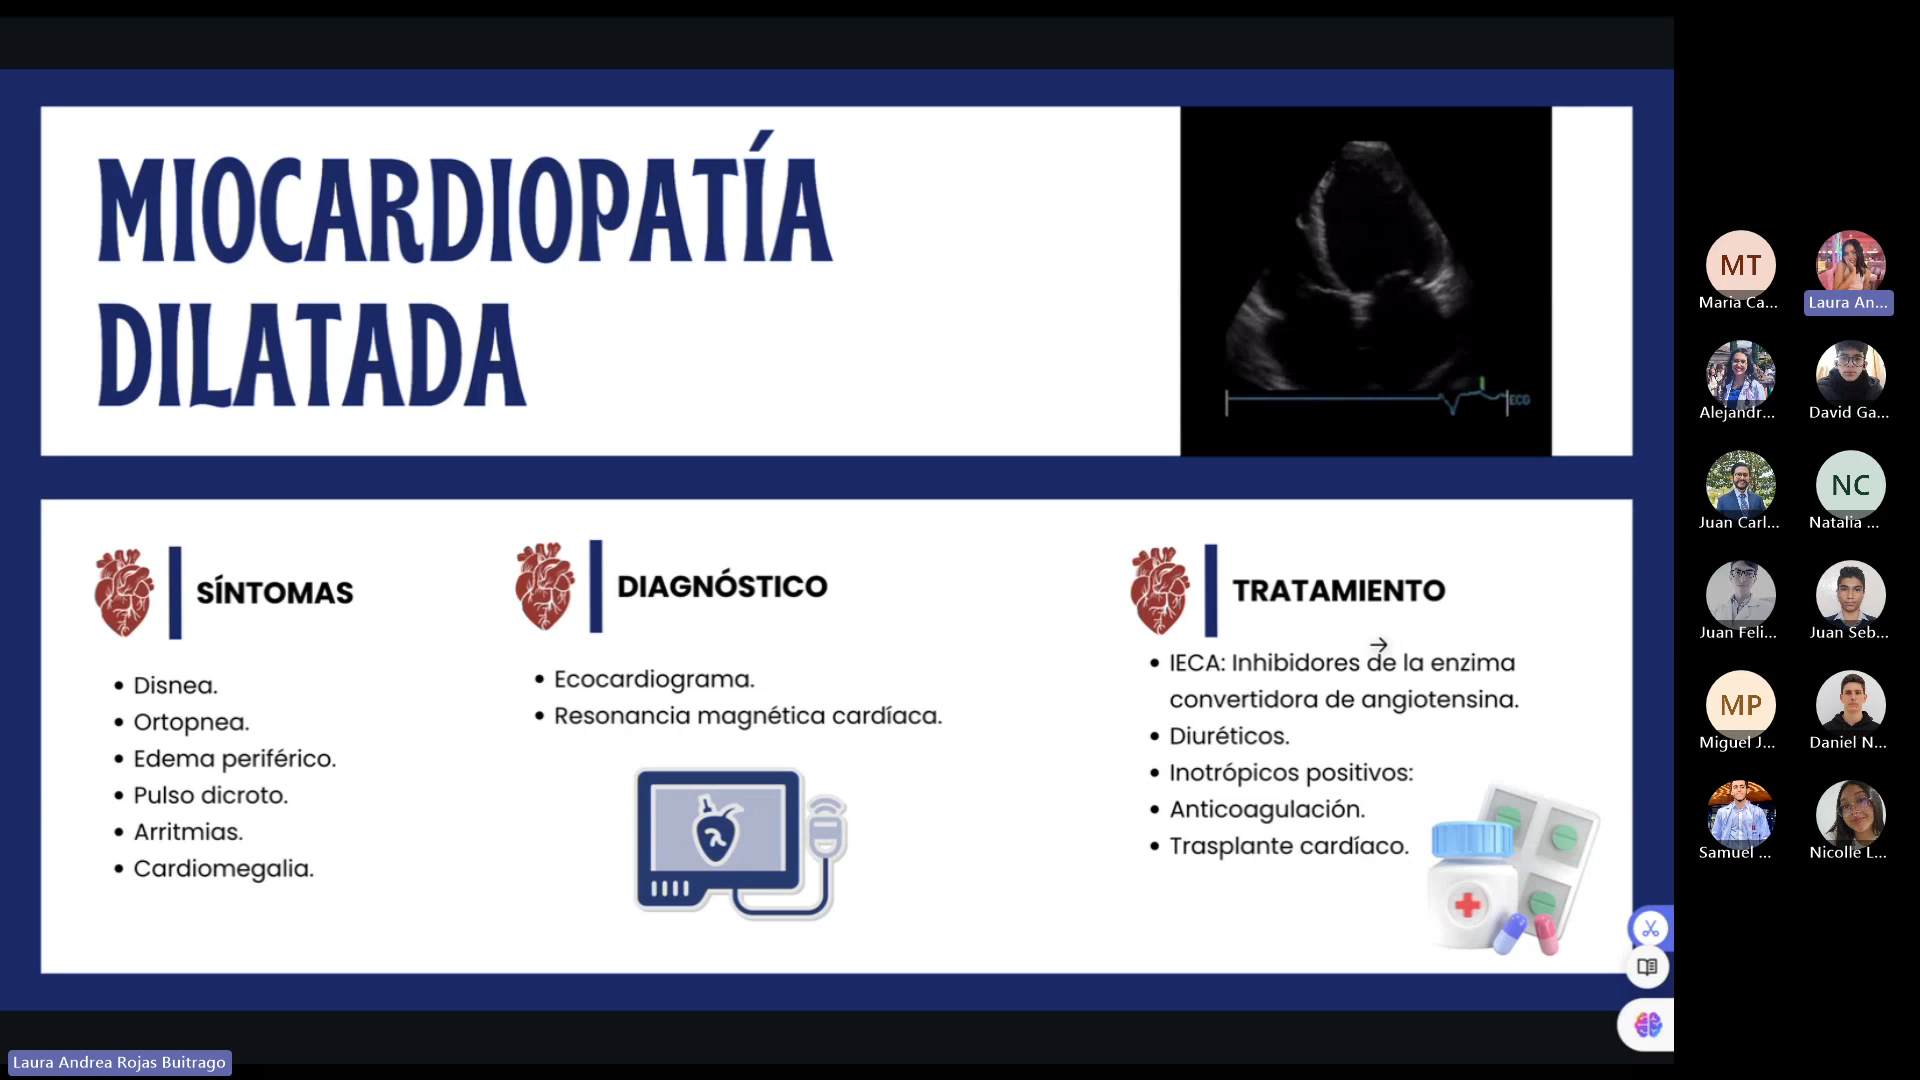 MIOCARDIOPATÍA
DILATADA
ECG
SÍNTOMAS
Disnea.
Ortopnea.
Edema periférico.
Pulso dicroto.
Arritmias.
Cardiomegalia.
DIAGNÓSTICO
Ecocardiograma.
Resonancia magnética cardíaca.
TRATAMIENTO
IECA: Inhibidores de la enzima
convertidora de angiotensina.
Diuréticos.
Inotrópicos positivos:
Anticoagulación.
Trasplante cardíaco.
MT
Maria Ca...
Laura An...
Alejandr...
David Ga...
Juan Carl...
NC
Natalia ...
Juan Feli...
Juan Seb...
MP
Miguel J...
Daniel N...
Samuel ...
Nicolle L...
Laura Andrea Rojas Buitrago